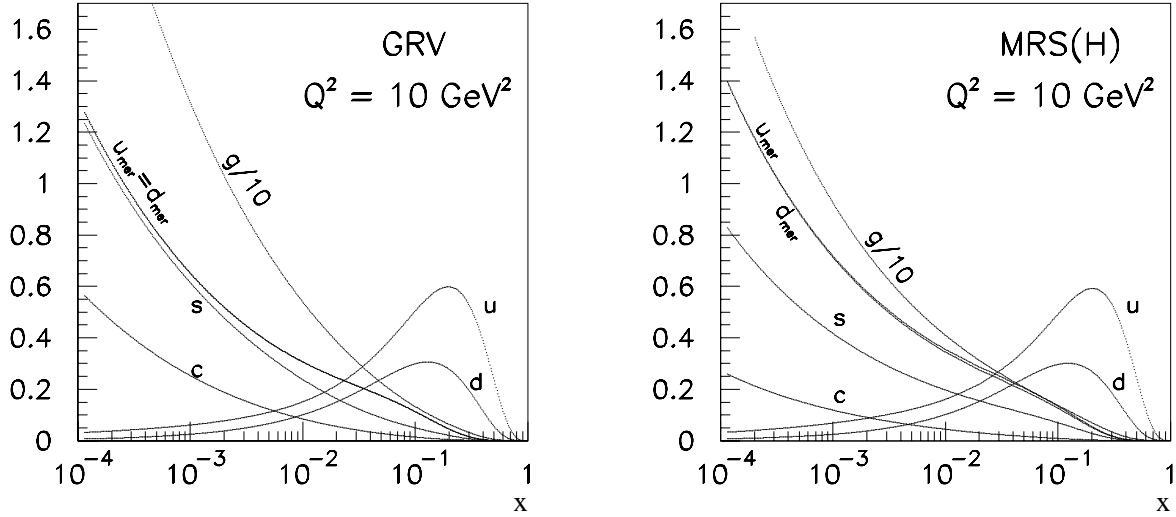 GRV
Q² = 10 GeV²
1.6
1.4
1.2
1
0.8
0.6
0.4
0.2
0
g/10
u_mer=d_mer
s
c
u
d
10⁻⁴
10⁻³
10⁻²
10⁻¹
1
x
MRS(H)
Q² = 10 GeV²
1.6
1.4
1.2
1
0.8
0.6
0.4
0.2
0
u_mer
d_mer
g/10
s
c
u
d
10⁻⁴
10⁻³
10⁻²
10⁻¹
1
x